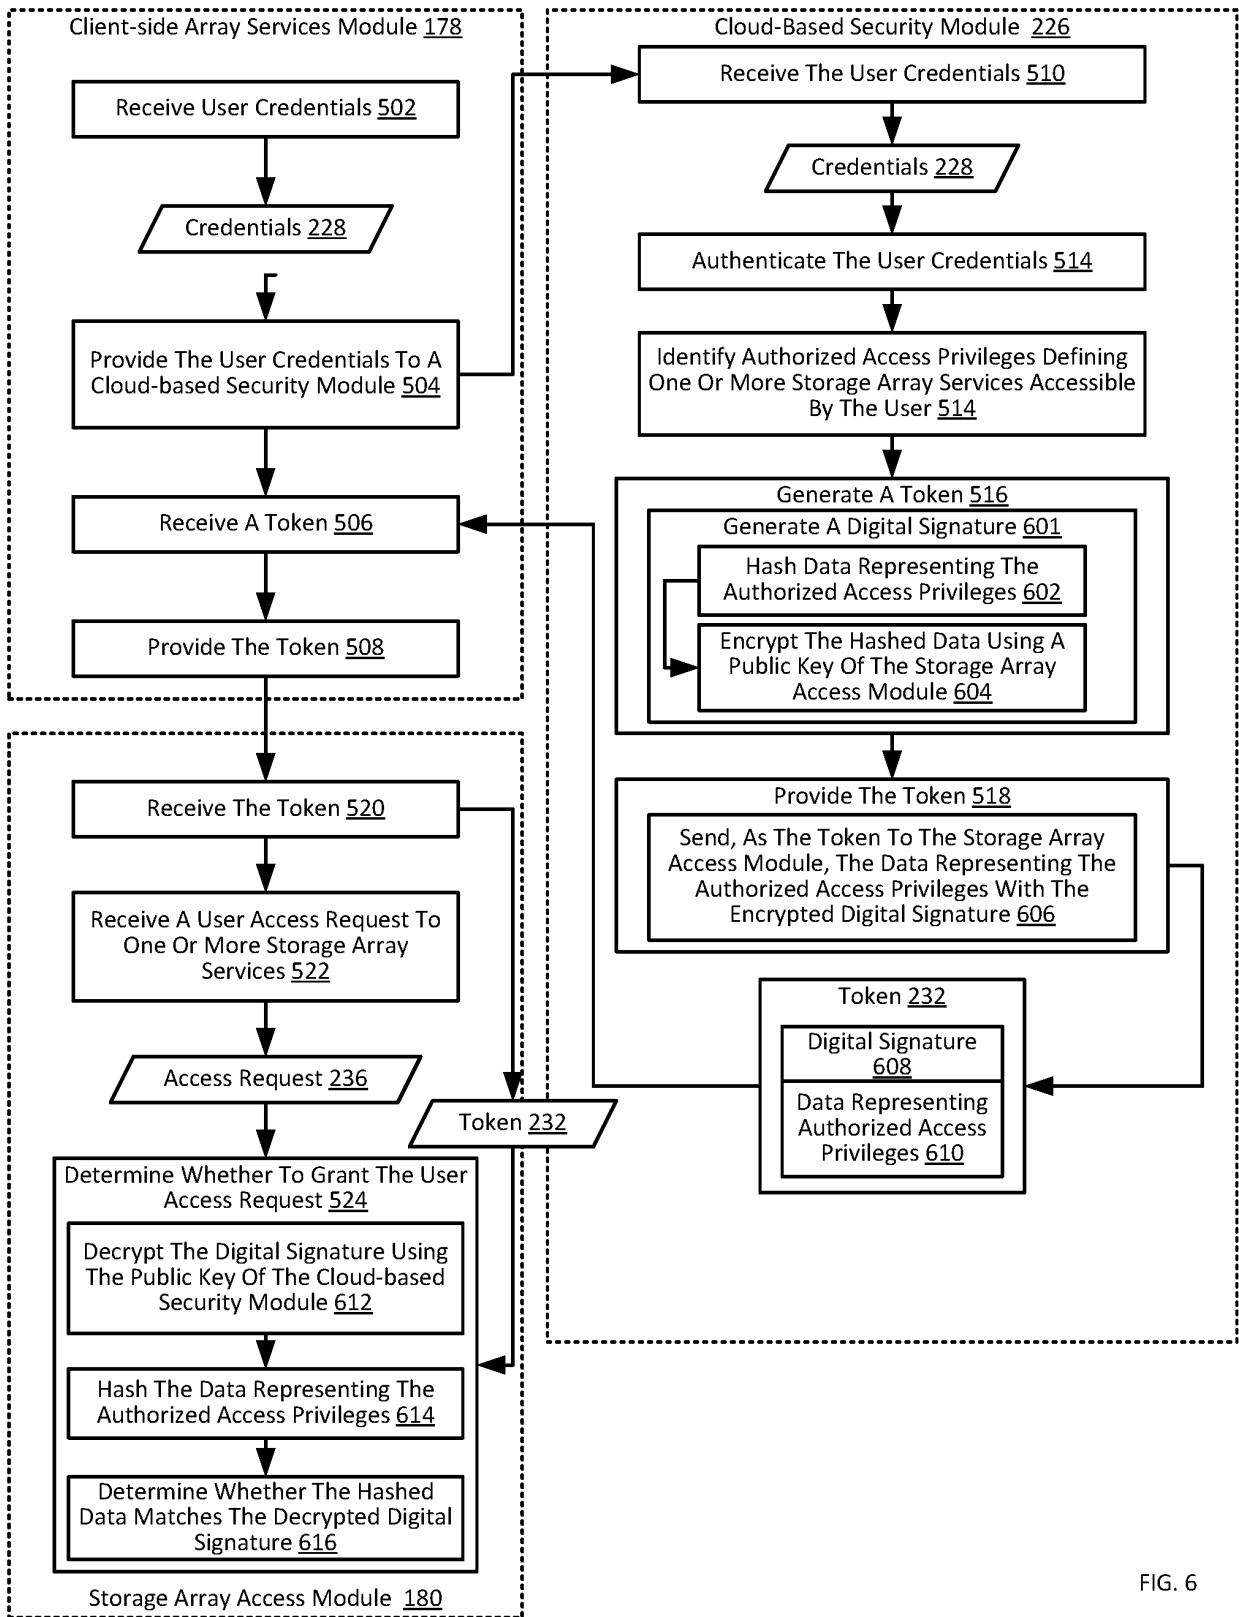 Client-side Array Services Module 178
Receive User Credentials 502
Credentials 228
Provide The User Credentials To A
Cloud-based Security Module 504
Receive A Token 506
Provide The Token 508
Cloud-Based Security Module 226
Receive The User Credentials 510
Credentials 228
Authenticate The User Credentials 514
Identify Authorized Access Privileges Defining
One Or More Storage Array Services Accessible
By The User 514
Generate A Token 516
Generate A Digital Signature 601
Hash Data Representing The
Authorized Access Privileges 602
Encrypt The Hashed Data Using A
Public Key Of The Storage Array
Access Module 604
Provide The Token 518
Send, As The Token To The Storage Array
Access Module, The Data Representing The
Authorized Access Privileges With The
Encrypted Digital Signature 606
Token 232
Digital Signature
608
Data Representing
Authorized Access
Privileges 610
Receive The Token 520
Receive A User Access Request To
One Or More Storage Array
Services 522
Access Request 236
Token 232
Determine Whether To Grant The User
Access Request 524
Decrypt The Digital Signature Using
The Public Key Of The Cloud-based
Security Module 612
Hash The Data Representing The
Authorized Access Privileges 614
Determine Whether The Hashed
Data Matches The Decrypted Digital
Signature 616
Storage Array Access Module 180
FIG. 6